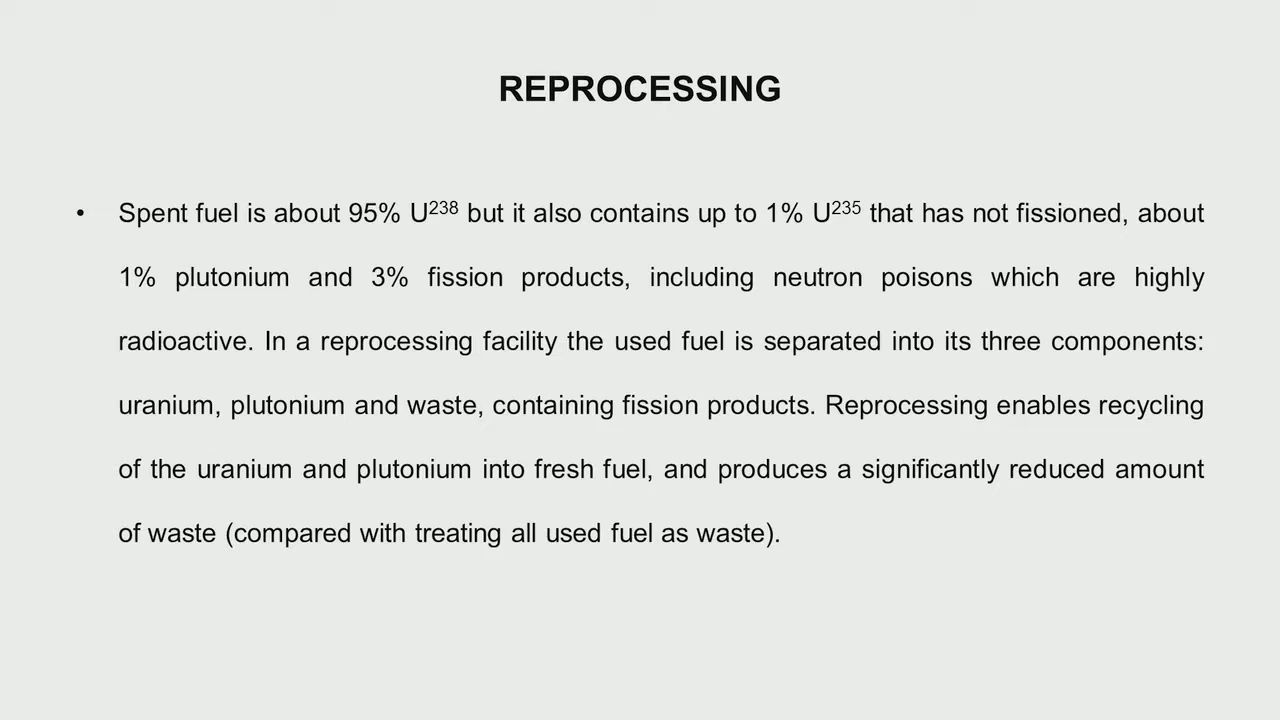 REPROCESSING
• Spent fuel is about 95% U²³⁸ but it also contains up to 1% U²³⁵ that has not fissioned, about
1% plutonium and 3% fission products, including neutron poisons which are highly
radioactive. In a reprocessing facility the used fuel is separated into its three components:
uranium, plutonium and waste, containing fission products. Reprocessing enables recycling
of the uranium and plutonium into fresh fuel, and produces a significantly reduced amount
of waste (compared with treating all used fuel as waste).